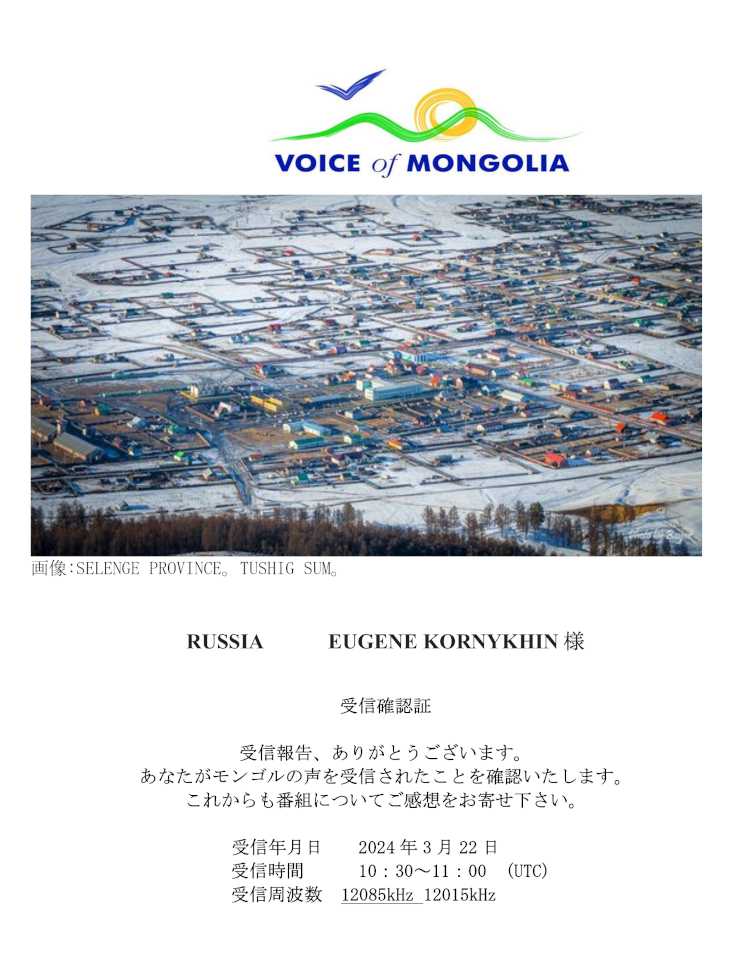 VOICE of MONGOLIA
画像:SELENGE PROVINCE。TUSHIG SUM。
RUSSIA EUGENE KORNYKHIN 様
受信確認証
受信報告、ありがとうございます。
あなたがモンゴルの声を受信されたことを確認いたします。
これからも番組についてご感想をお寄せ下さい。
受信年月日 2024 年 3 月 22 日
受信時間 10：30～11：00 (UTC)
受信周波数 12085kHz 12015kHz